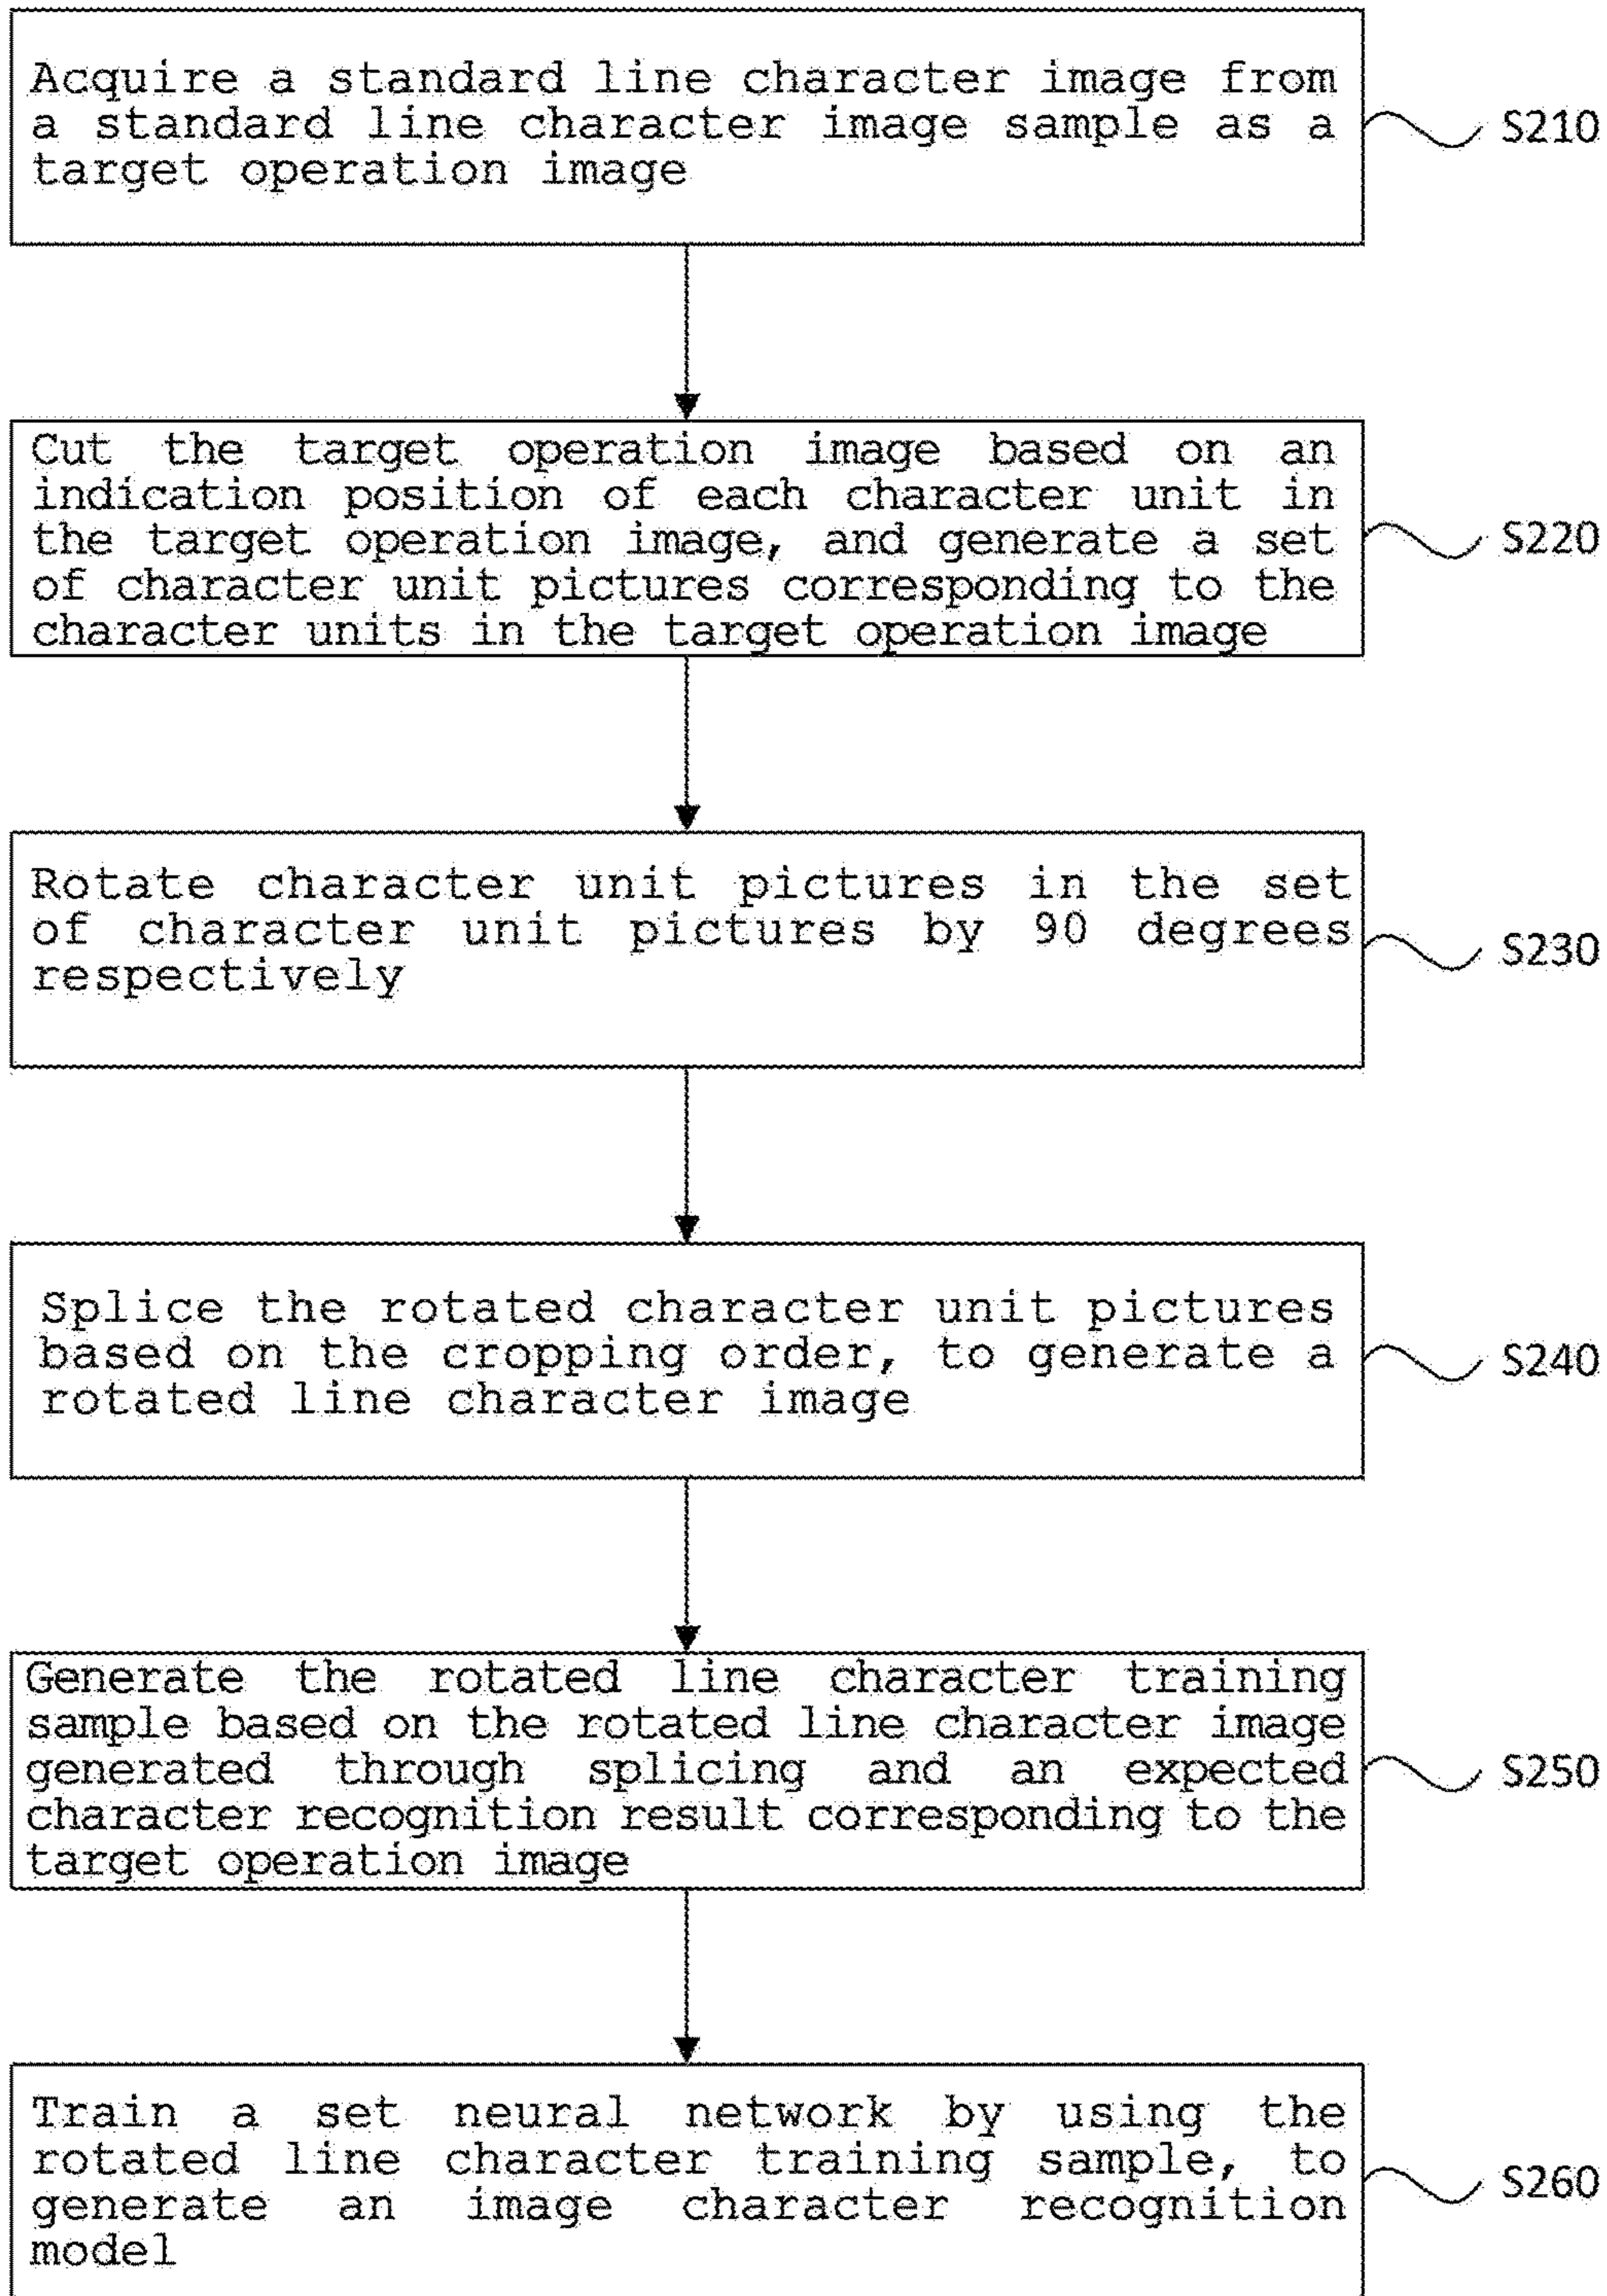 Acquire a standard line character image from
a standard line character image sample as a
target operation image
S210
Cut the target operation image based on an
indication position of each character unit in
the target operation image, and generate a set
of character unit pictures corresponding to the
character units in the target operation image
S220
Rotate character unit pictures in the set
of character unit pictures by 90 degrees
respectively
S230
Splice the rotated character unit pictures
based on the cropping order, to generate a
rotated line character image
S240
Generate the rotated line character training
sample based on the rotated line character image
generated through splicing and an expected
character recognition result corresponding to the
target operation image
S250
Train a set neural network by using the
rotated line character training sample, to
generate an image character recognition
model
S260